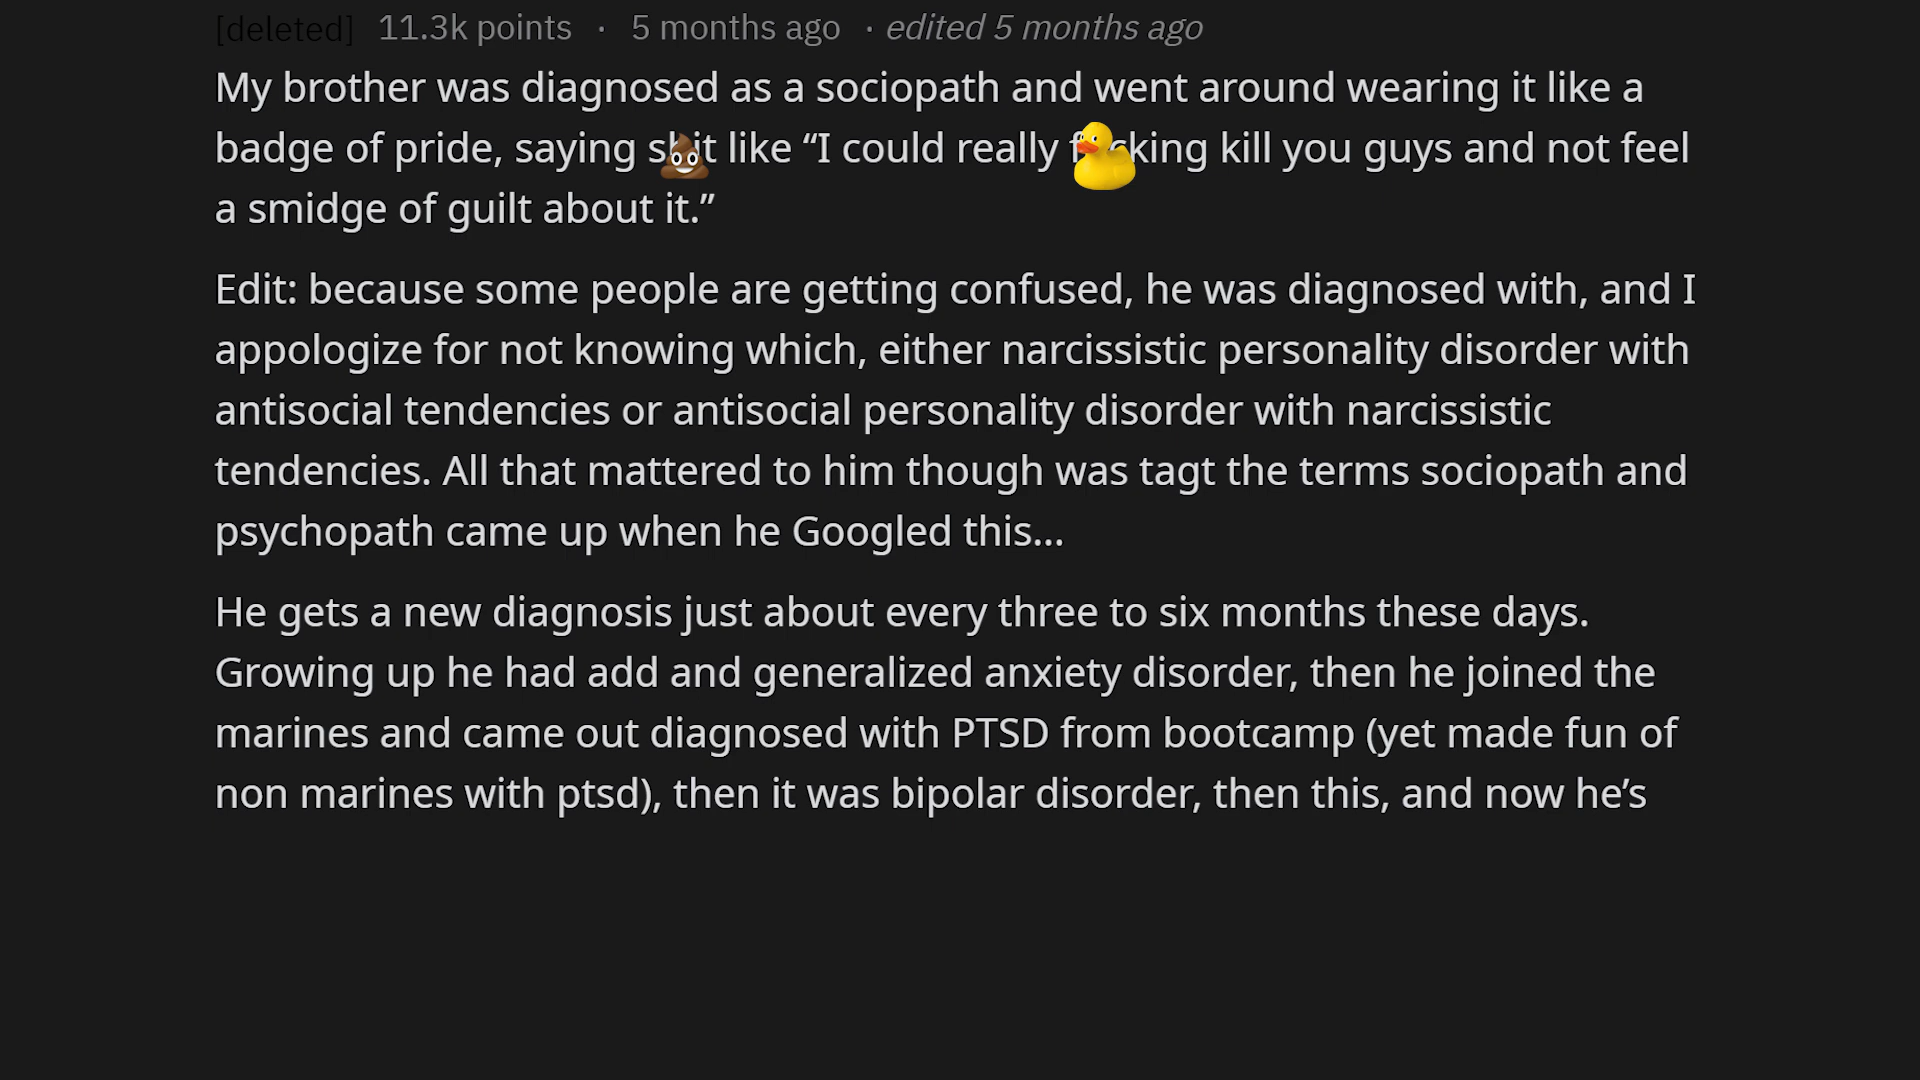 [deleted] 11.3k points · 5 months ago · edited 5 months ago
My brother was diagnosed as a sociopath and went around wearing it like a
badge of pride, saying s💩it like “I could really f🦆cking kill you guys and not feel
a smidge of guilt about it.”
Edit: because some people are getting confused, he was diagnosed with, and I
appologize for not knowing which, either narcissistic personality disorder with
antisocial tendencies or antisocial personality disorder with narcissistic
tendencies. All that mattered to him though was tagt the terms sociopath and
psychopath came up when he Googled this...
He gets a new diagnosis just about every three to six months these days.
Growing up he had add and generalized anxiety disorder, then he joined the
marines and came out diagnosed with PTSD from bootcamp (yet made fun of
non marines with ptsd), then it was bipolar disorder, then this, and now he’s